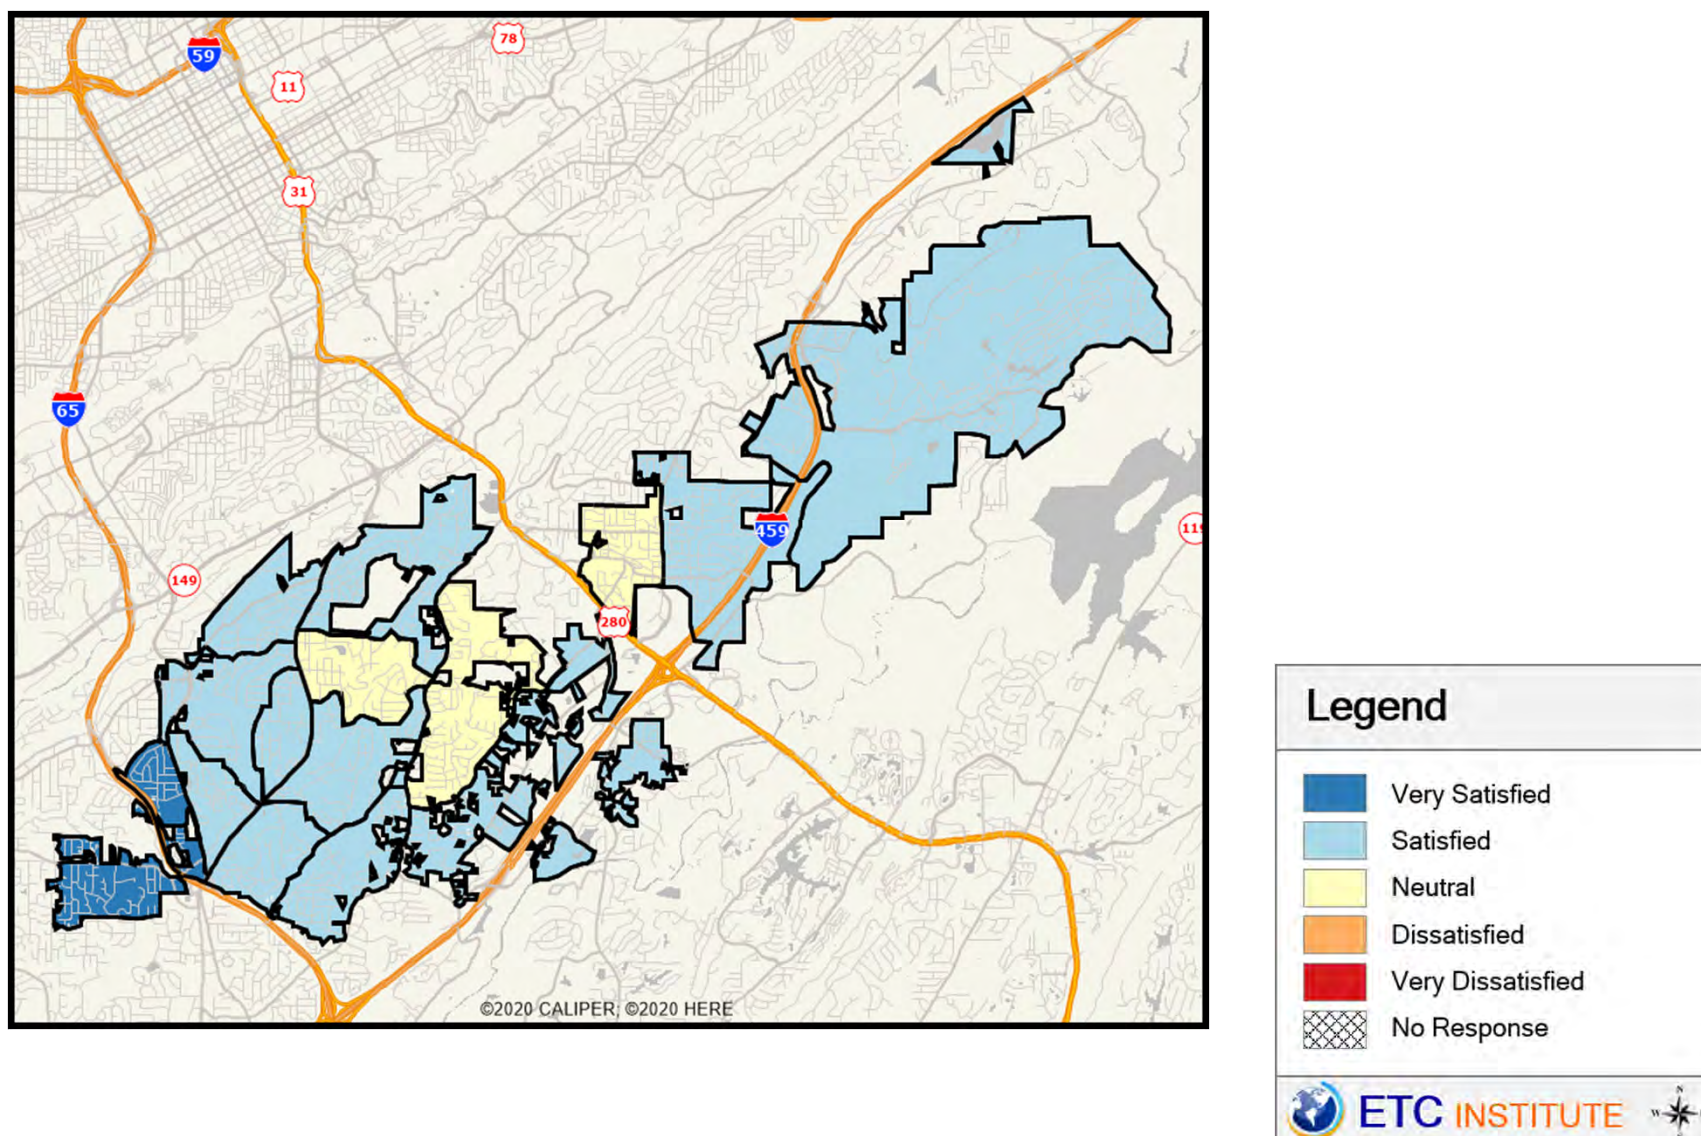 59
78
11
31
65
149
459
119
280
©2020 CALIPER; ©2020 HERE
Legend
Very Satisfied
Satisfied
Neutral
Dissatisfied
Very Dissatisfied
No Response
ETC INSTITUTE
N
W